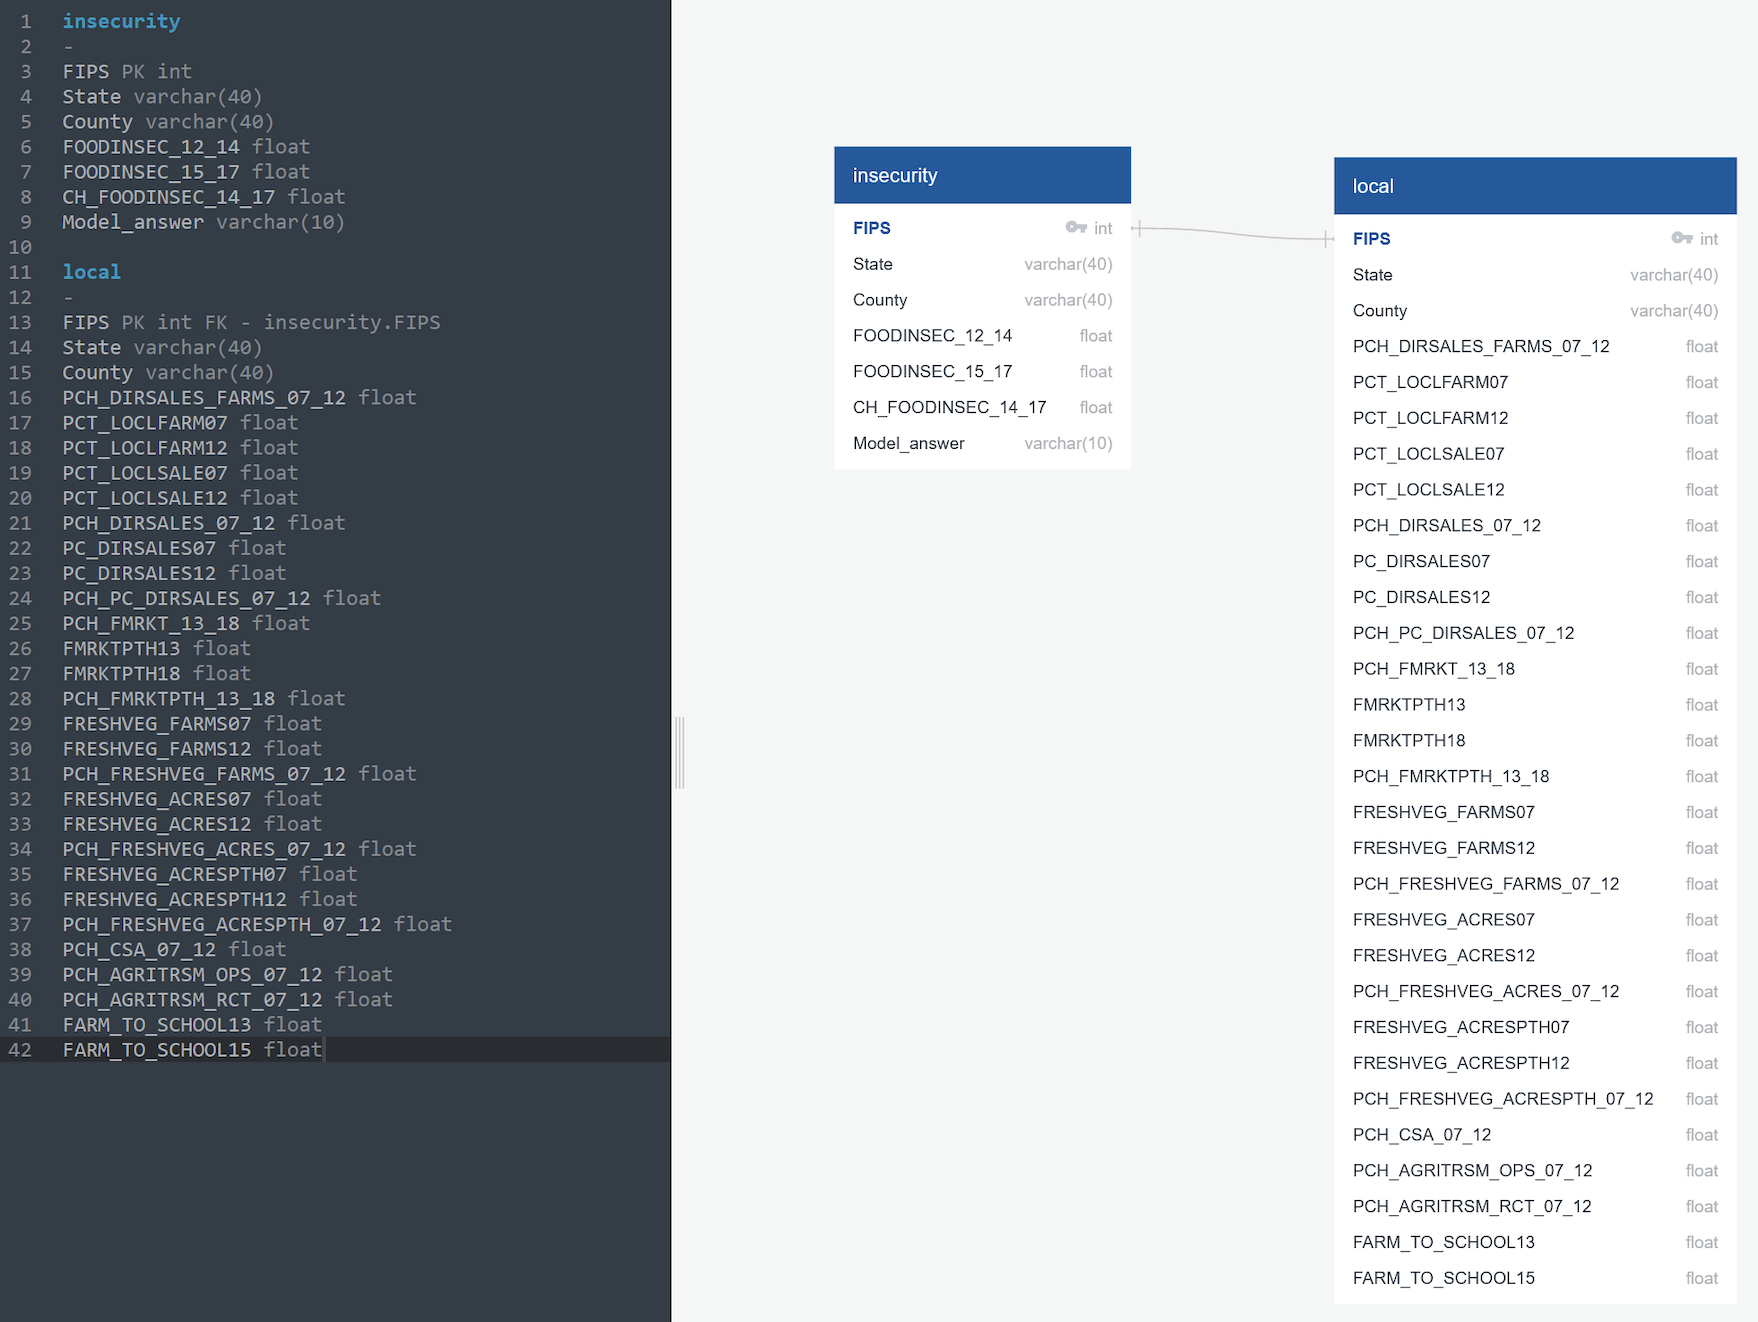 1 insecurity
2 -
3 FIPS PK int
4 State varchar(40)
5 County varchar(40)
6 FOODINSEC_12_14 float
7 FOODINSEC_15_17 float
8 CH_FOODINSEC_14_17 float
9 Model_answer varchar(10)
10
11 local
12 -
13 FIPS PK int FK - insecurity.FIPS
14 State varchar(40)
15 County varchar(40)
16 PCH_DIRSALES_FARMS_07_12 float
17 PCT_LOCLFARM07 float
18 PCT_LOCLFARM12 float
19 PCT_LOCLSALE07 float
20 PCT_LOCLSALE12 float
21 PCH_DIRSALES_07_12 float
22 PC_DIRSALES07 float
23 PC_DIRSALES12 float
24 PCH_PC_DIRSALES_07_12 float
25 PCH_FMRKT_13_18 float
26 FMRKTPTH13 float
27 FMRKTPTH18 float
28 PCH_FMRKTPTH_13_18 float
29 FRESHVEG_FARMS07 float
30 FRESHVEG_FARMS12 float
31 PCH_FRESHVEG_FARMS_07_12 float
32 FRESHVEG_ACRES07 float
33 FRESHVEG_ACRES12 float
34 PCH_FRESHVEG_ACRES_07_12 float
35 FRESHVEG_ACRESPTH07 float
36 FRESHVEG_ACRESPTH12 float
37 PCH_FRESHVEG_ACRESPTH_07_12 float
38 PCH_CSA_07_12 float
39 PCH_AGRITRSM_OPS_07_12 float
40 PCH_AGRITRSM_RCT_07_12 float
41 FARM_TO_SCHOOL13 float
42 FARM_TO_SCHOOL15 float
insecurity
FIPS int
State varchar(40)
County varchar(40)
FOODINSEC_12_14 float
FOODINSEC_15_17 float
CH_FOODINSEC_14_17 float
Model_answer varchar(10)
local
FIPS int
State varchar(40)
County varchar(40)
PCH_DIRSALES_FARMS_07_12 float
PCT_LOCLFARM07 float
PCT_LOCLFARM12 float
PCT_LOCLSALE07 float
PCT_LOCLSALE12 float
PCH_DIRSALES_07_12 float
PC_DIRSALES07 float
PC_DIRSALES12 float
PCH_PC_DIRSALES_07_12 float
PCH_FMRKT_13_18 float
FMRKTPTH13 float
FMRKTPTH18 float
PCH_FMRKTPTH_13_18 float
FRESHVEG_FARMS07 float
FRESHVEG_FARMS12 float
PCH_FRESHVEG_FARMS_07_12 float
FRESHVEG_ACRES07 float
FRESHVEG_ACRES12 float
PCH_FRESHVEG_ACRES_07_12 float
FRESHVEG_ACRESPTH07 float
FRESHVEG_ACRESPTH12 float
PCH_FRESHVEG_ACRESPTH_07_12 float
PCH_CSA_07_12 float
PCH_AGRITRSM_OPS_07_12 float
PCH_AGRITRSM_RCT_07_12 float
FARM_TO_SCHOOL13 float
FARM_TO_SCHOOL15 float